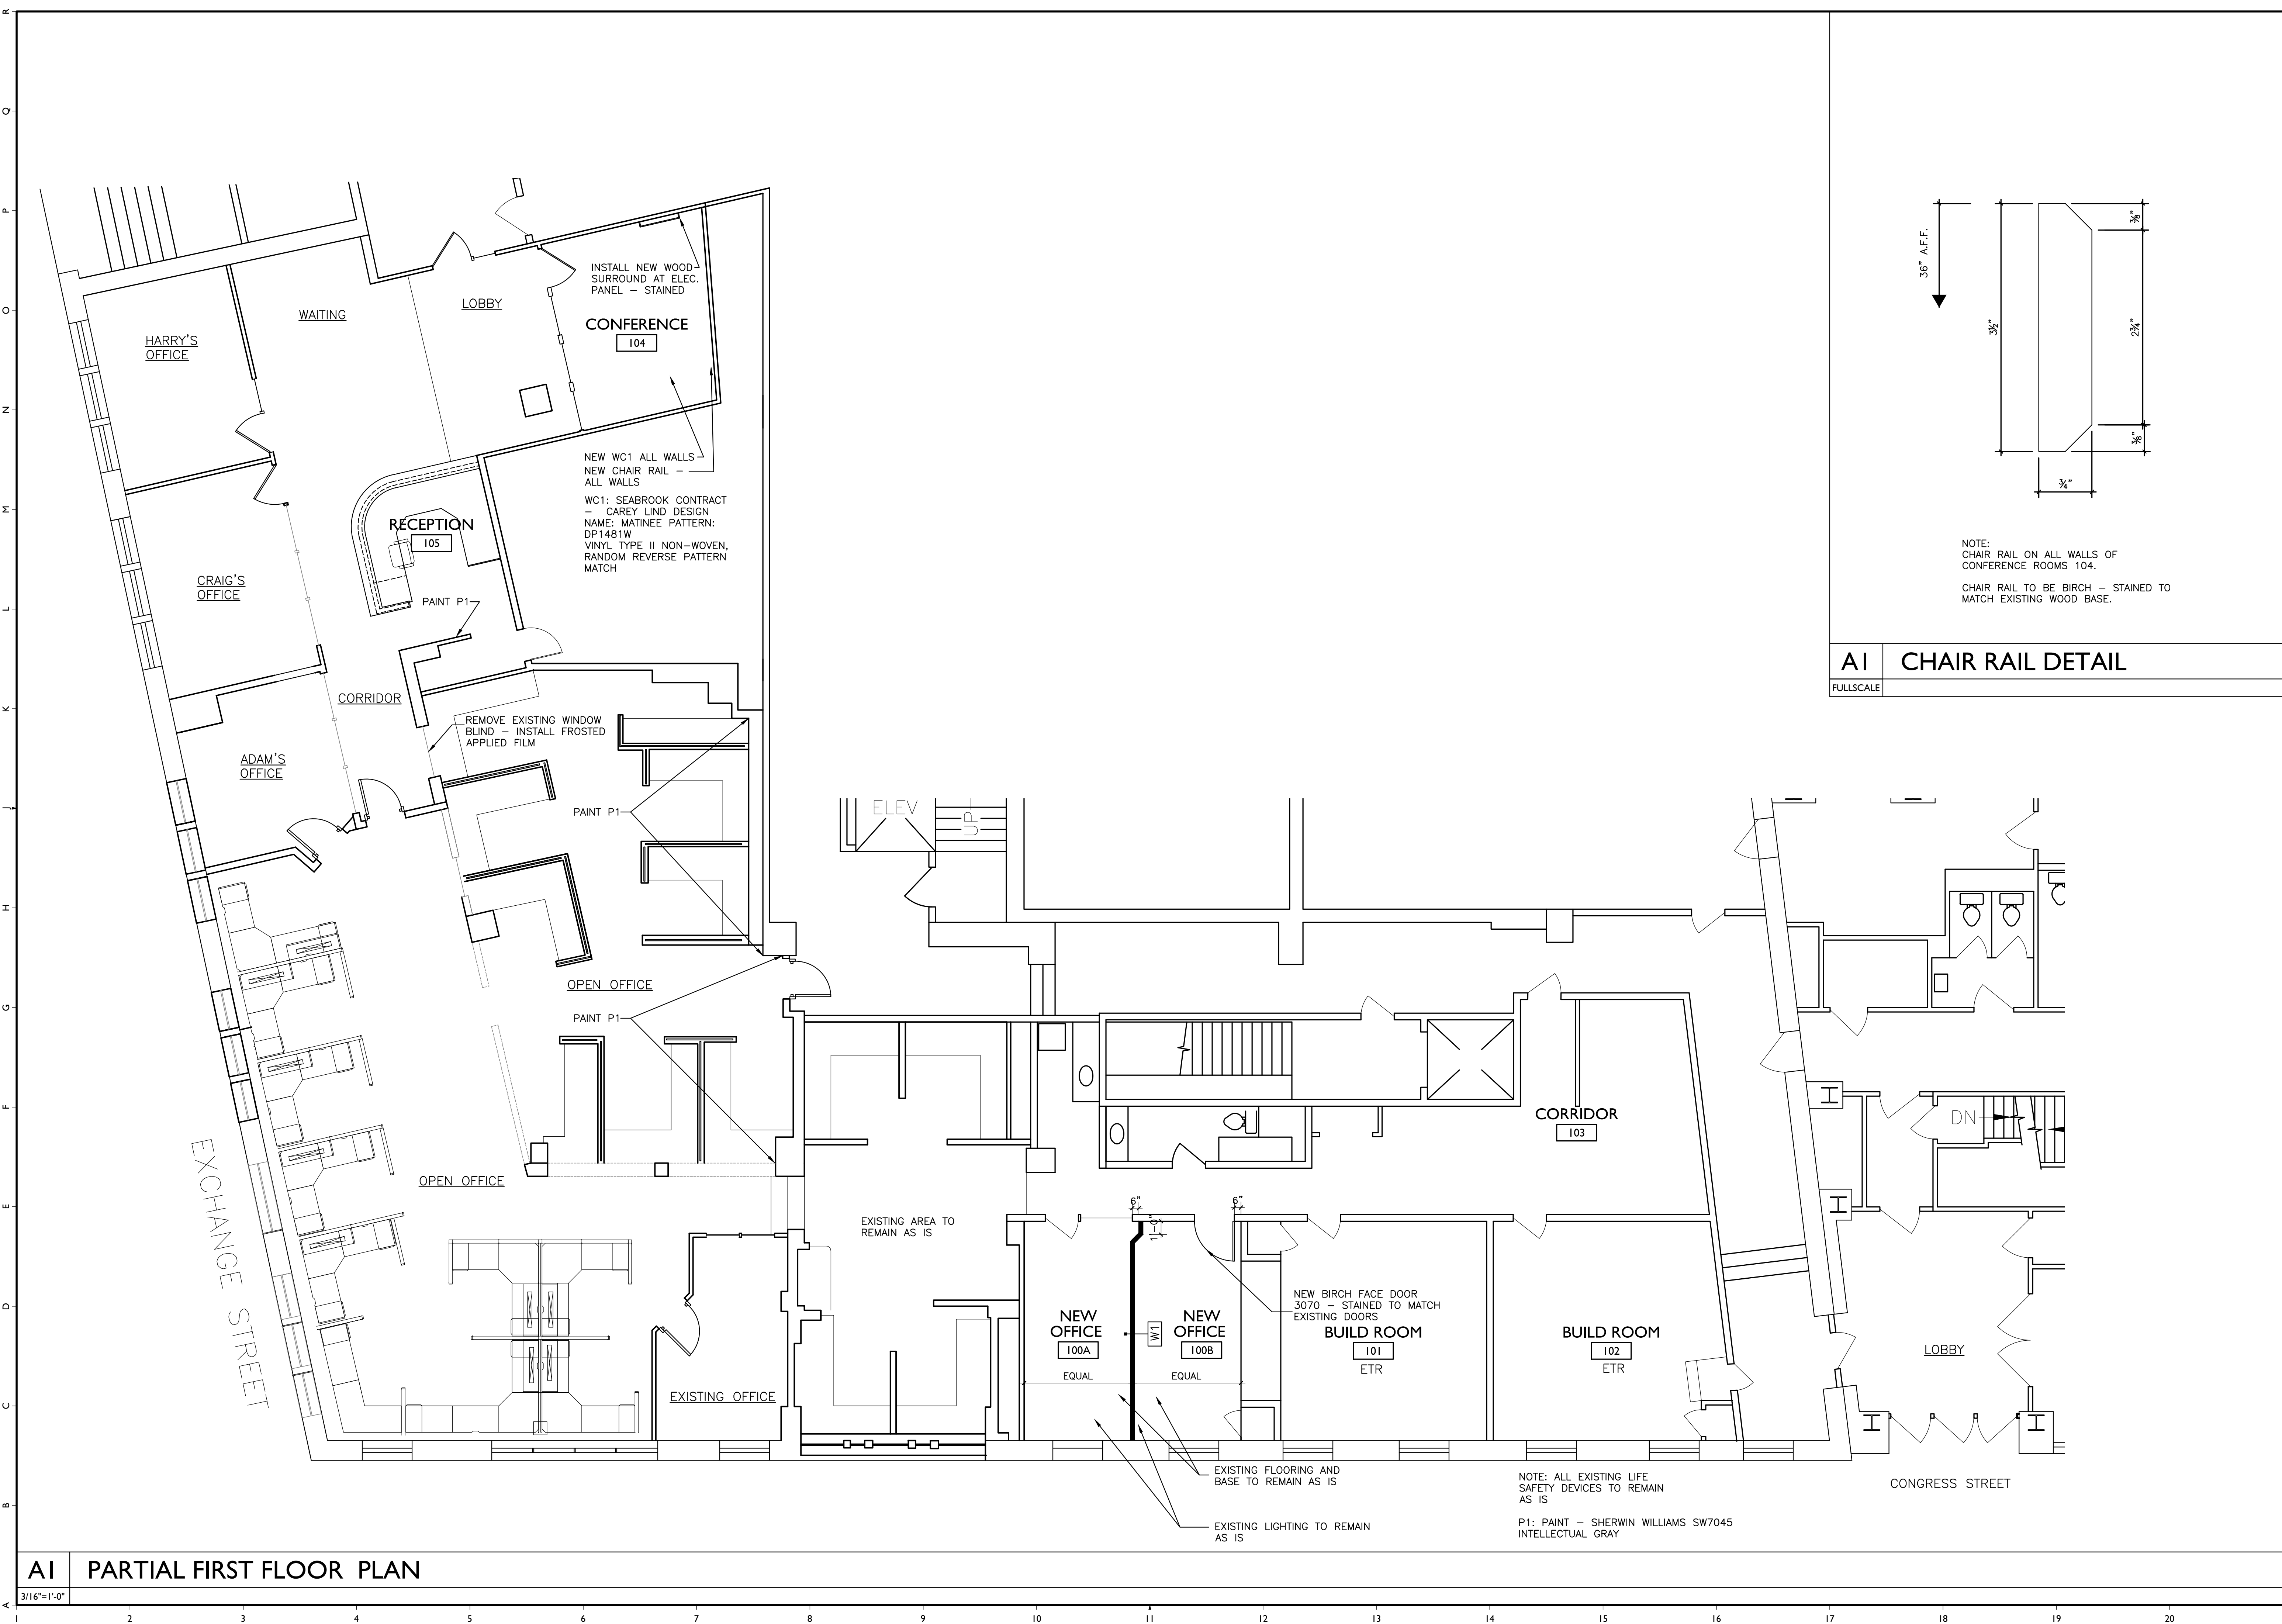 INSTALL NEW WOOD
SURROUND AT ELEC.
PANEL – STAINED
LOBBY
WAITING
CONFERENCE
104
HARRY'S
OFFICE
NEW WC1 ALL WALLS
NEW CHAIR RAIL –
ALL WALLS
WC1: SEABROOK CONTRACT
– CAREY LIND DESIGN
NAME: MATINEE PATTERN:
DP1481W
VINYL TYPE II NON–WOVEN,
RANDOM REVERSE PATTERN
MATCH
RECEPTION
105
CRAIG'S
OFFICE
PAINT P1
CORRIDOR
REMOVE EXISTING WINDOW
BLIND – INSTALL FROSTED
APPLIED FILM
ADAM'S
OFFICE
PAINT P1
ELEV
UP
OPEN OFFICE
PAINT P1
OPEN OFFICE
EXCHANGE STREET
EXISTING AREA TO
REMAIN AS IS
EXISTING OFFICE
CORRIDOR
103
DN
6"
6"
1'–0"
NEW BIRCH FACE DOOR
3070 – STAINED TO MATCH
EXISTING DOORS
NEW
OFFICE
100A
W1
NEW
OFFICE
100B
EQUAL
EQUAL
BUILD ROOM
101
ETR
BUILD ROOM
102
ETR
LOBBY
EXISTING FLOORING AND
BASE TO REMAIN AS IS
EXISTING LIGHTING TO REMAIN
AS IS
NOTE: ALL EXISTING LIFE
SAFETY DEVICES TO REMAIN
AS IS
P1: PAINT – SHERWIN WILLIAMS SW7045
INTELLECTUAL GRAY
CONGRESS STREET
36" A.F.F.
3½"
⅜"
2¾"
⅜"
¾"
NOTE:
CHAIR RAIL ON ALL WALLS OF
CONFERENCE ROOMS 104.
CHAIR RAIL TO BE BIRCH – STAINED TO
MATCH EXISTING WOOD BASE.
A1 CHAIR RAIL DETAIL
FULLSCALE
A1 PARTIAL FIRST FLOOR PLAN
3/16"=1'-0"
R
Q
P
O
N
M
L
K
J
H
G
F
E
D
C
B
A
1 2 3 4 5 6 7 8 9 10 11 12 13 14 15 16 17 18 19 20